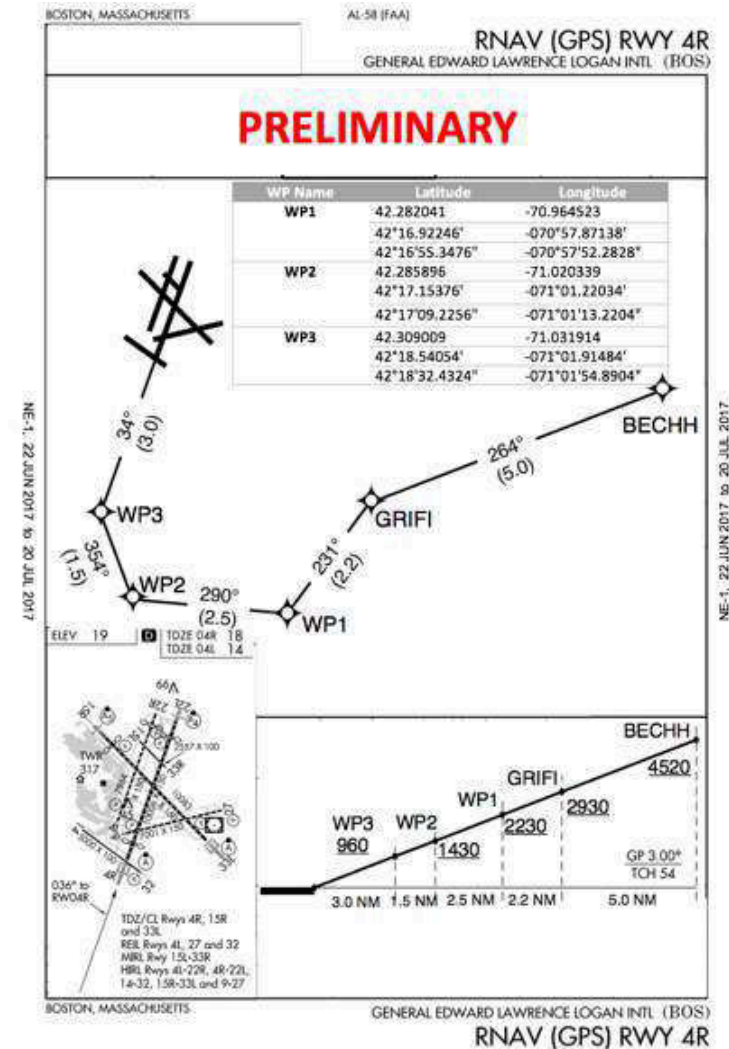 BOSTON, MASSACHUSETTS
AL-58 (FAA)
RNAV (GPS) RWY 4R
GENERAL EDWARD LAWRENCE LOGAN INTL (BOS)
PRELIMINARY
WP Name Latitude Longitude
WP1 42.282041 -70.964523
42°16.92246' -070°57.87138'
42°16'55.3476" -070°57'52.2828"
WP2 42.285896 -71.020339
42°17.15376' -071°01.22034'
42°17'09.2256" -071°01'13.2204"
WP3 42.309009 -71.031914
42°18.54054' -071°01.91484'
42°18'32.4324" -071°01'54.8904"
NE-1, 22 JUN 2017 to 20 JUL 2017
NE-1, 22 JUN 2017 to 20 JUL 2017
BECHH
264°
(5.0)
GRIFI
34°
(3.0)
WP3
231°
(2.2)
354°
(1.5)
WP2
290°
(2.5)
WP1
ELEV 19
D
TDZE 04R 18
TDZE 04L 14
15R
22R
22L
TWR
317
33R
27
4R
32
036° to
RW04R
TDZ/CL Rwys 4R, 15R
and 33L
REIL Rwys 4L, 27 and 32
MIRL Rwy 15L-33R
HIRL Rwys 4L-22R, 4R-22L,
14-32, 15R-33L and 9-27
BECHH
4520
GRIFI
2930
WP1
2230
WP2
1430
WP3
960
GP 3.00°
TCH 54
3.0 NM 1.5 NM 2.5 NM 2.2 NM 5.0 NM
BOSTON, MASSACHUSETTS
GENERAL EDWARD LAWRENCE LOGAN INTL (BOS)
RNAV (GPS) RWY 4R